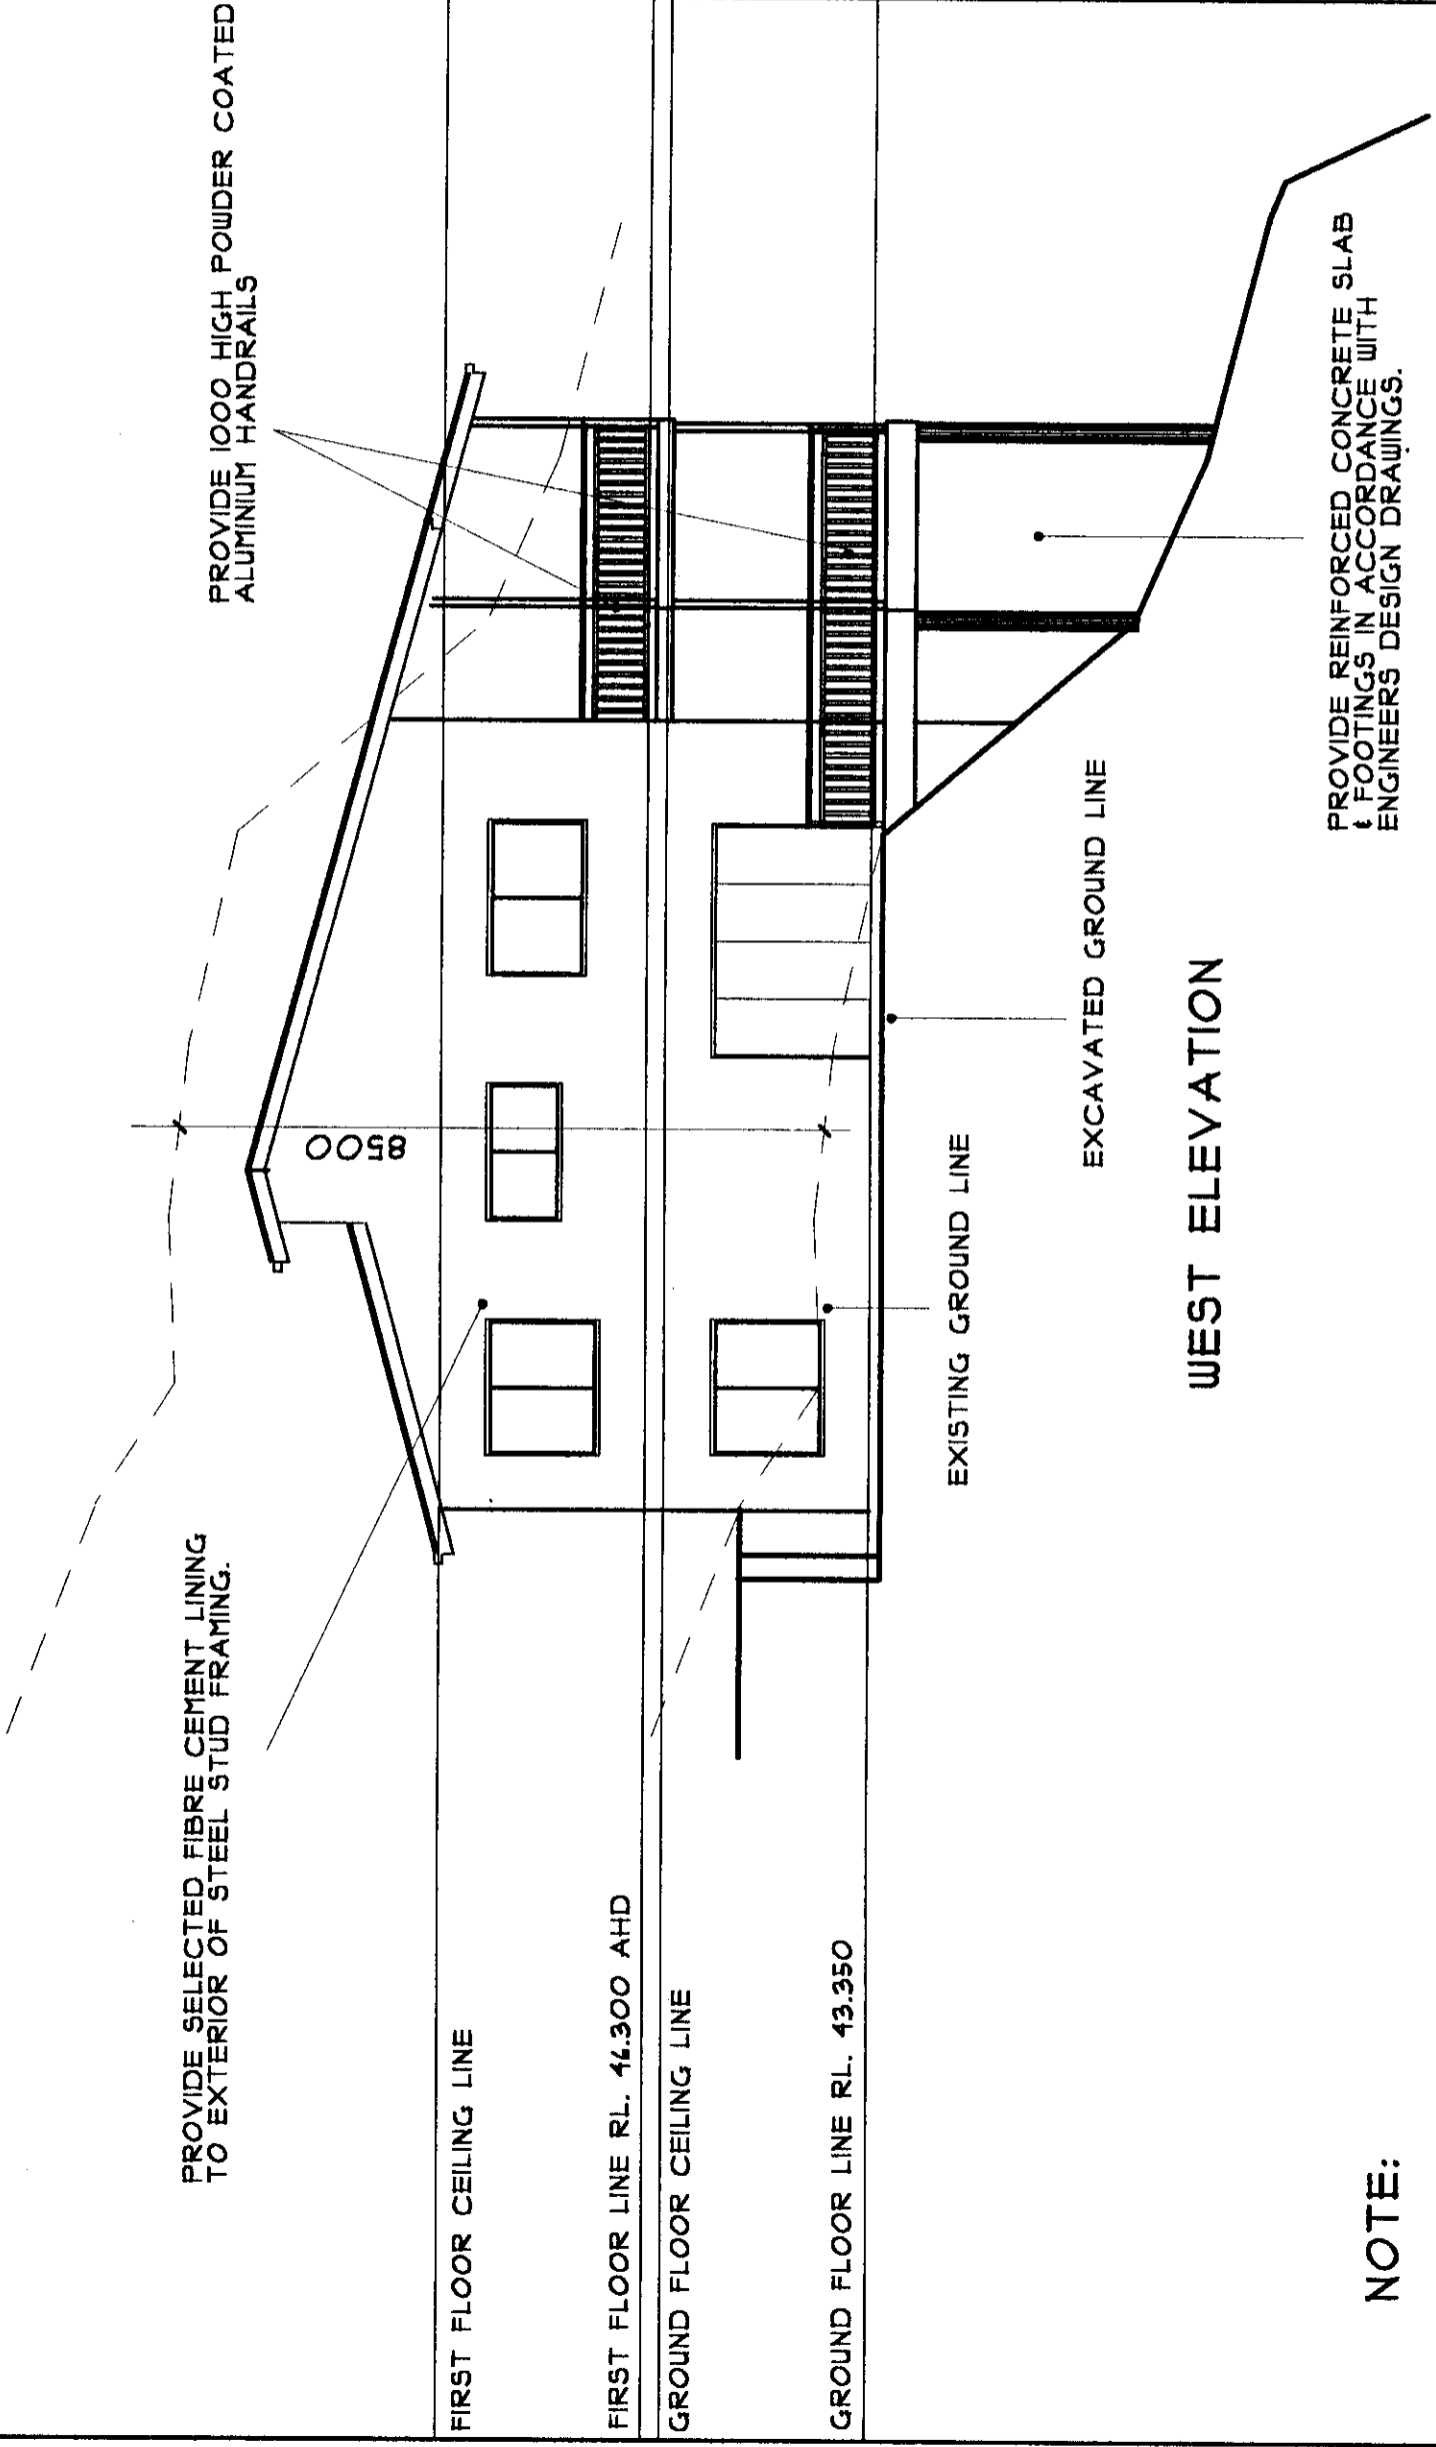 PROVIDE SELECTED FIBRE CEMENT LINING
TO EXTERIOR OF STEEL STUD FRAMING.
PROVIDE 1000 HIGH POWDER COATED
ALUMINIUM HANDRAILS
8500
FIRST FLOOR CEILING LINE
FIRST FLOOR LINE RL. 46.300 AHD
GROUND FLOOR CEILING LINE
GROUND FLOOR LINE RL. 43.350
EXISTING GROUND LINE
EXCAVATED GROUND LINE
WEST ELEVATION
PROVIDE REINFORCED CONCRETE SLAB
& FOOTINGS IN ACCORDANCE WITH
ENGINEERS DESIGN DRAWINGS.
NOTE: